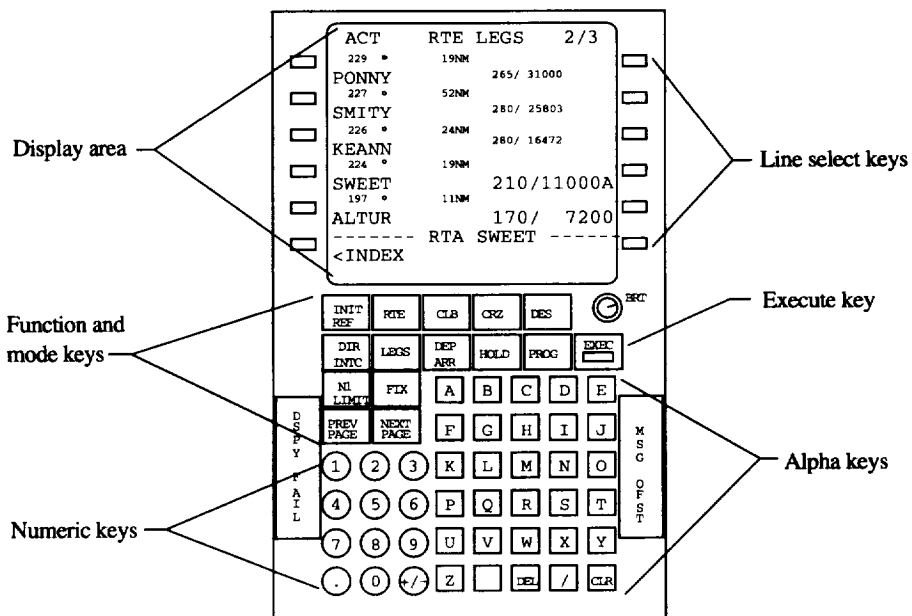 ACT RTE LEGS 2/3
229 ° 19NM
PONNY 265/ 31000
227 ° 52NM
SMITY 280/ 25803
226 ° 24NM
KEANN 280/ 16472
224 ° 19NM
SWEET 210/11000A
197 ° 11NM
ALTUR 170/ 7200
------- RTA SWEET ------
<INDEX
Display area
Line select keys
BRT
Execute key
Function and
mode keys
INIT REF RTE CLB CRZ DES
DIR INTC LEGS DEP ARR HOLD PROG EXEC
N1 LIMIT FIX
PREV PAGE NEXT PAGE
A B C D E
F G H I J
1 2 3 K L M N O
4 5 6 P Q R S T
7 8 9 U V W X Y
. 0 +/- Z DEL / CLR
DSPY FAIL
MSG OFST
Alpha keys
Numeric keys